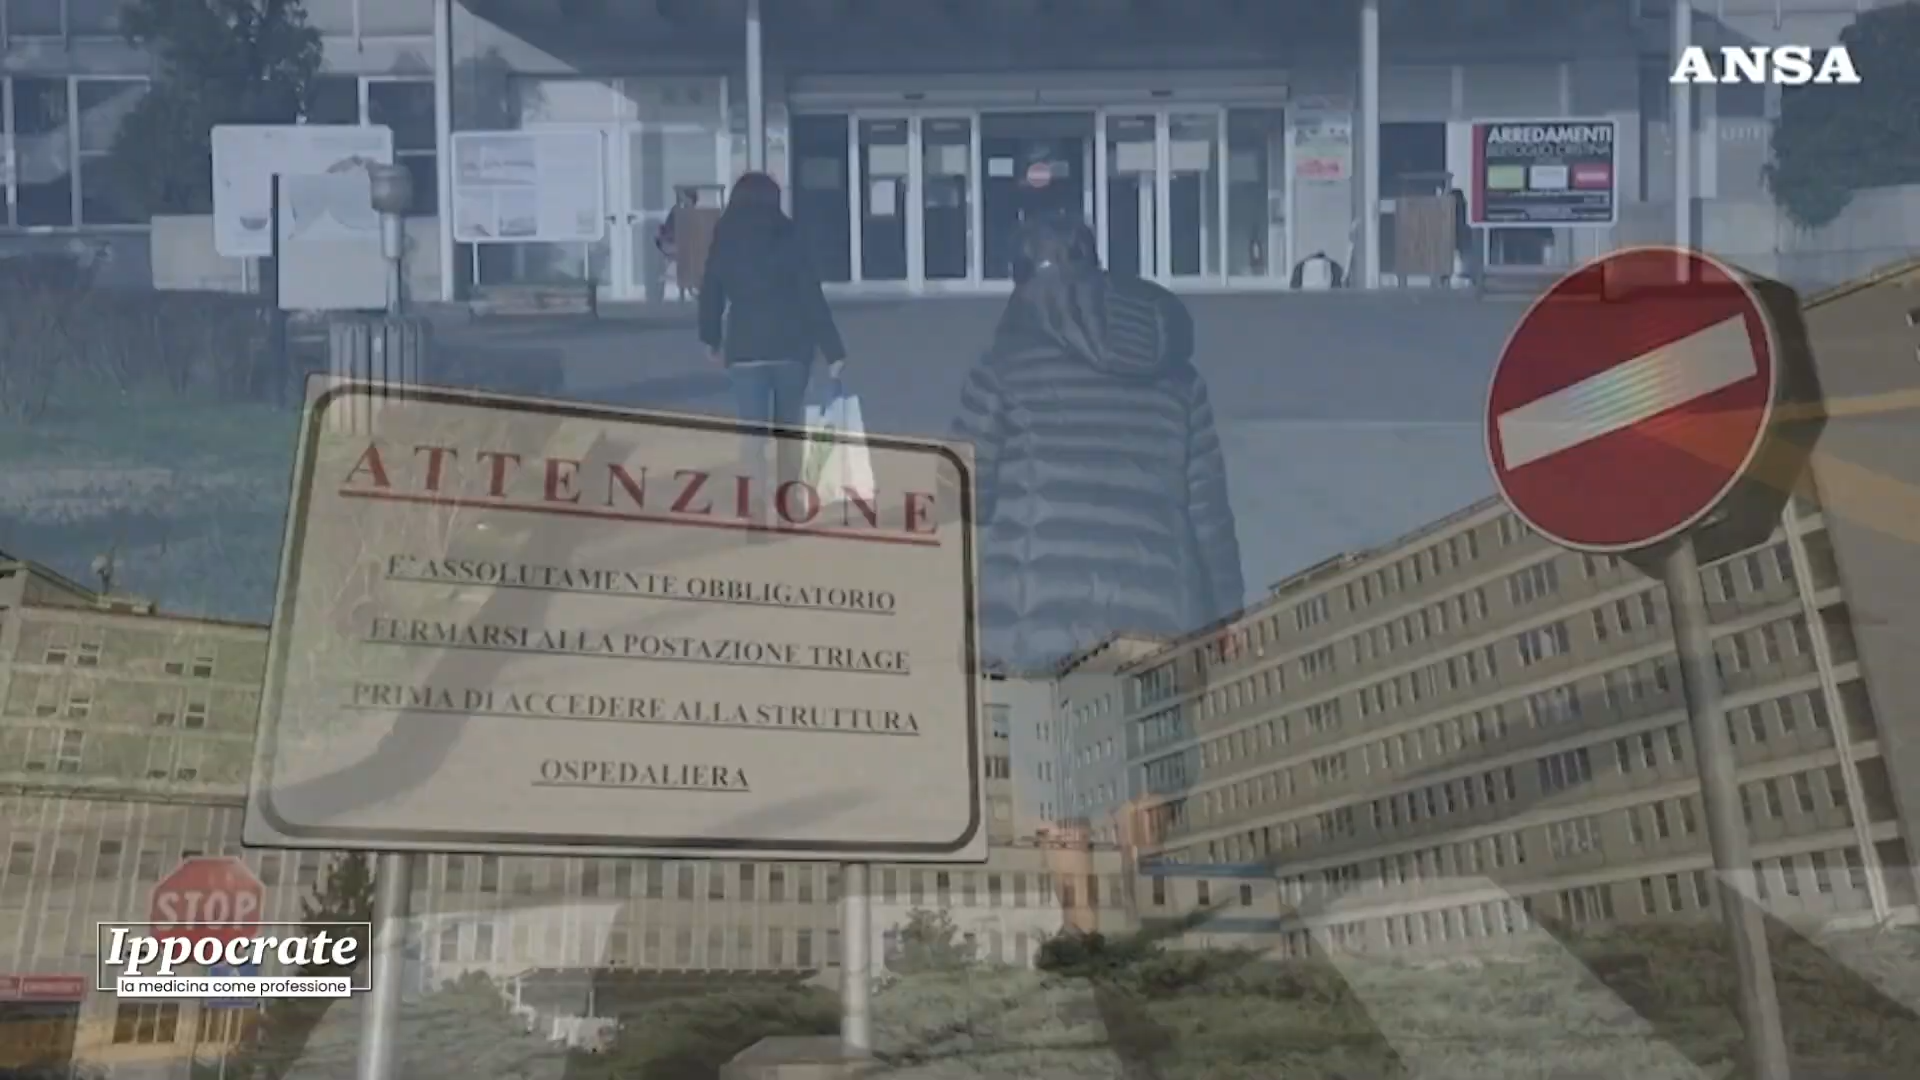 ANSA
ARREDAMENTI
ATTENZIONE
E' ASSOLUTAMENTE OBBLIGATORIO
FERMARSI ALLA POSTAZIONE TRIAGE
PRIMA DI ACCEDERE ALLA STRUTTURA
OSPEDALIERA
STOP
Ippocrate
la medicina come professione